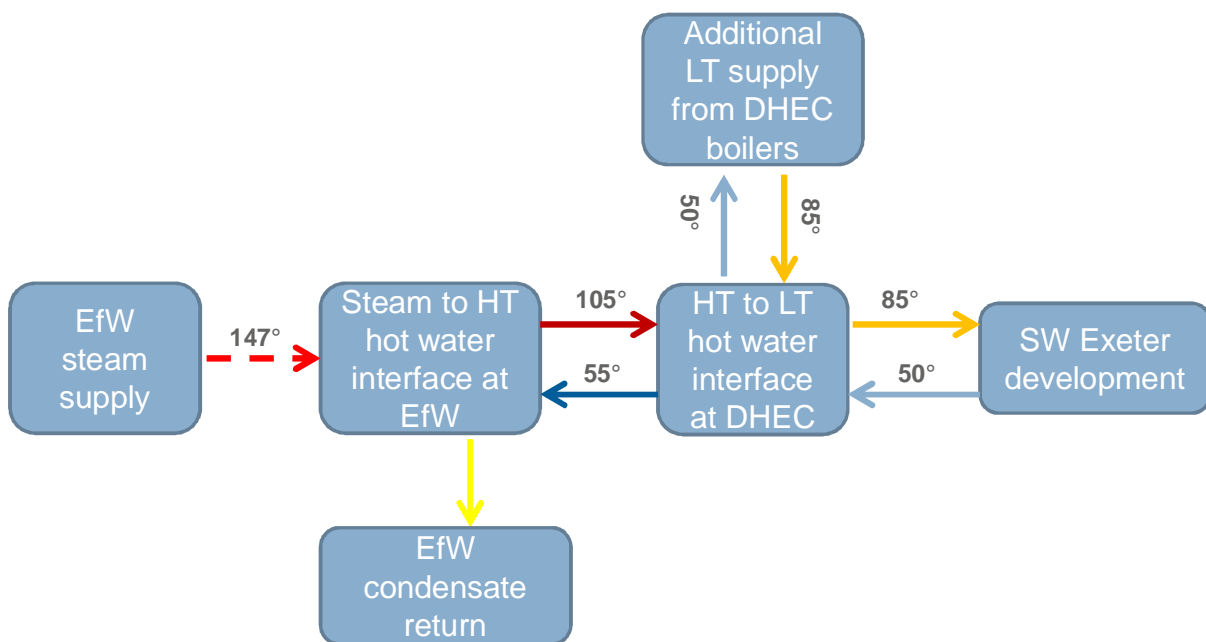 Additional
LT supply
from DHEC
boilers
50°
85°
EfW
steam
supply
147°
Steam to HT
hot water
interface at
EfW
105°
55°
HT to LT
hot water
interface
at DHEC
85°
50°
SW Exeter
development
EfW
condensate
return